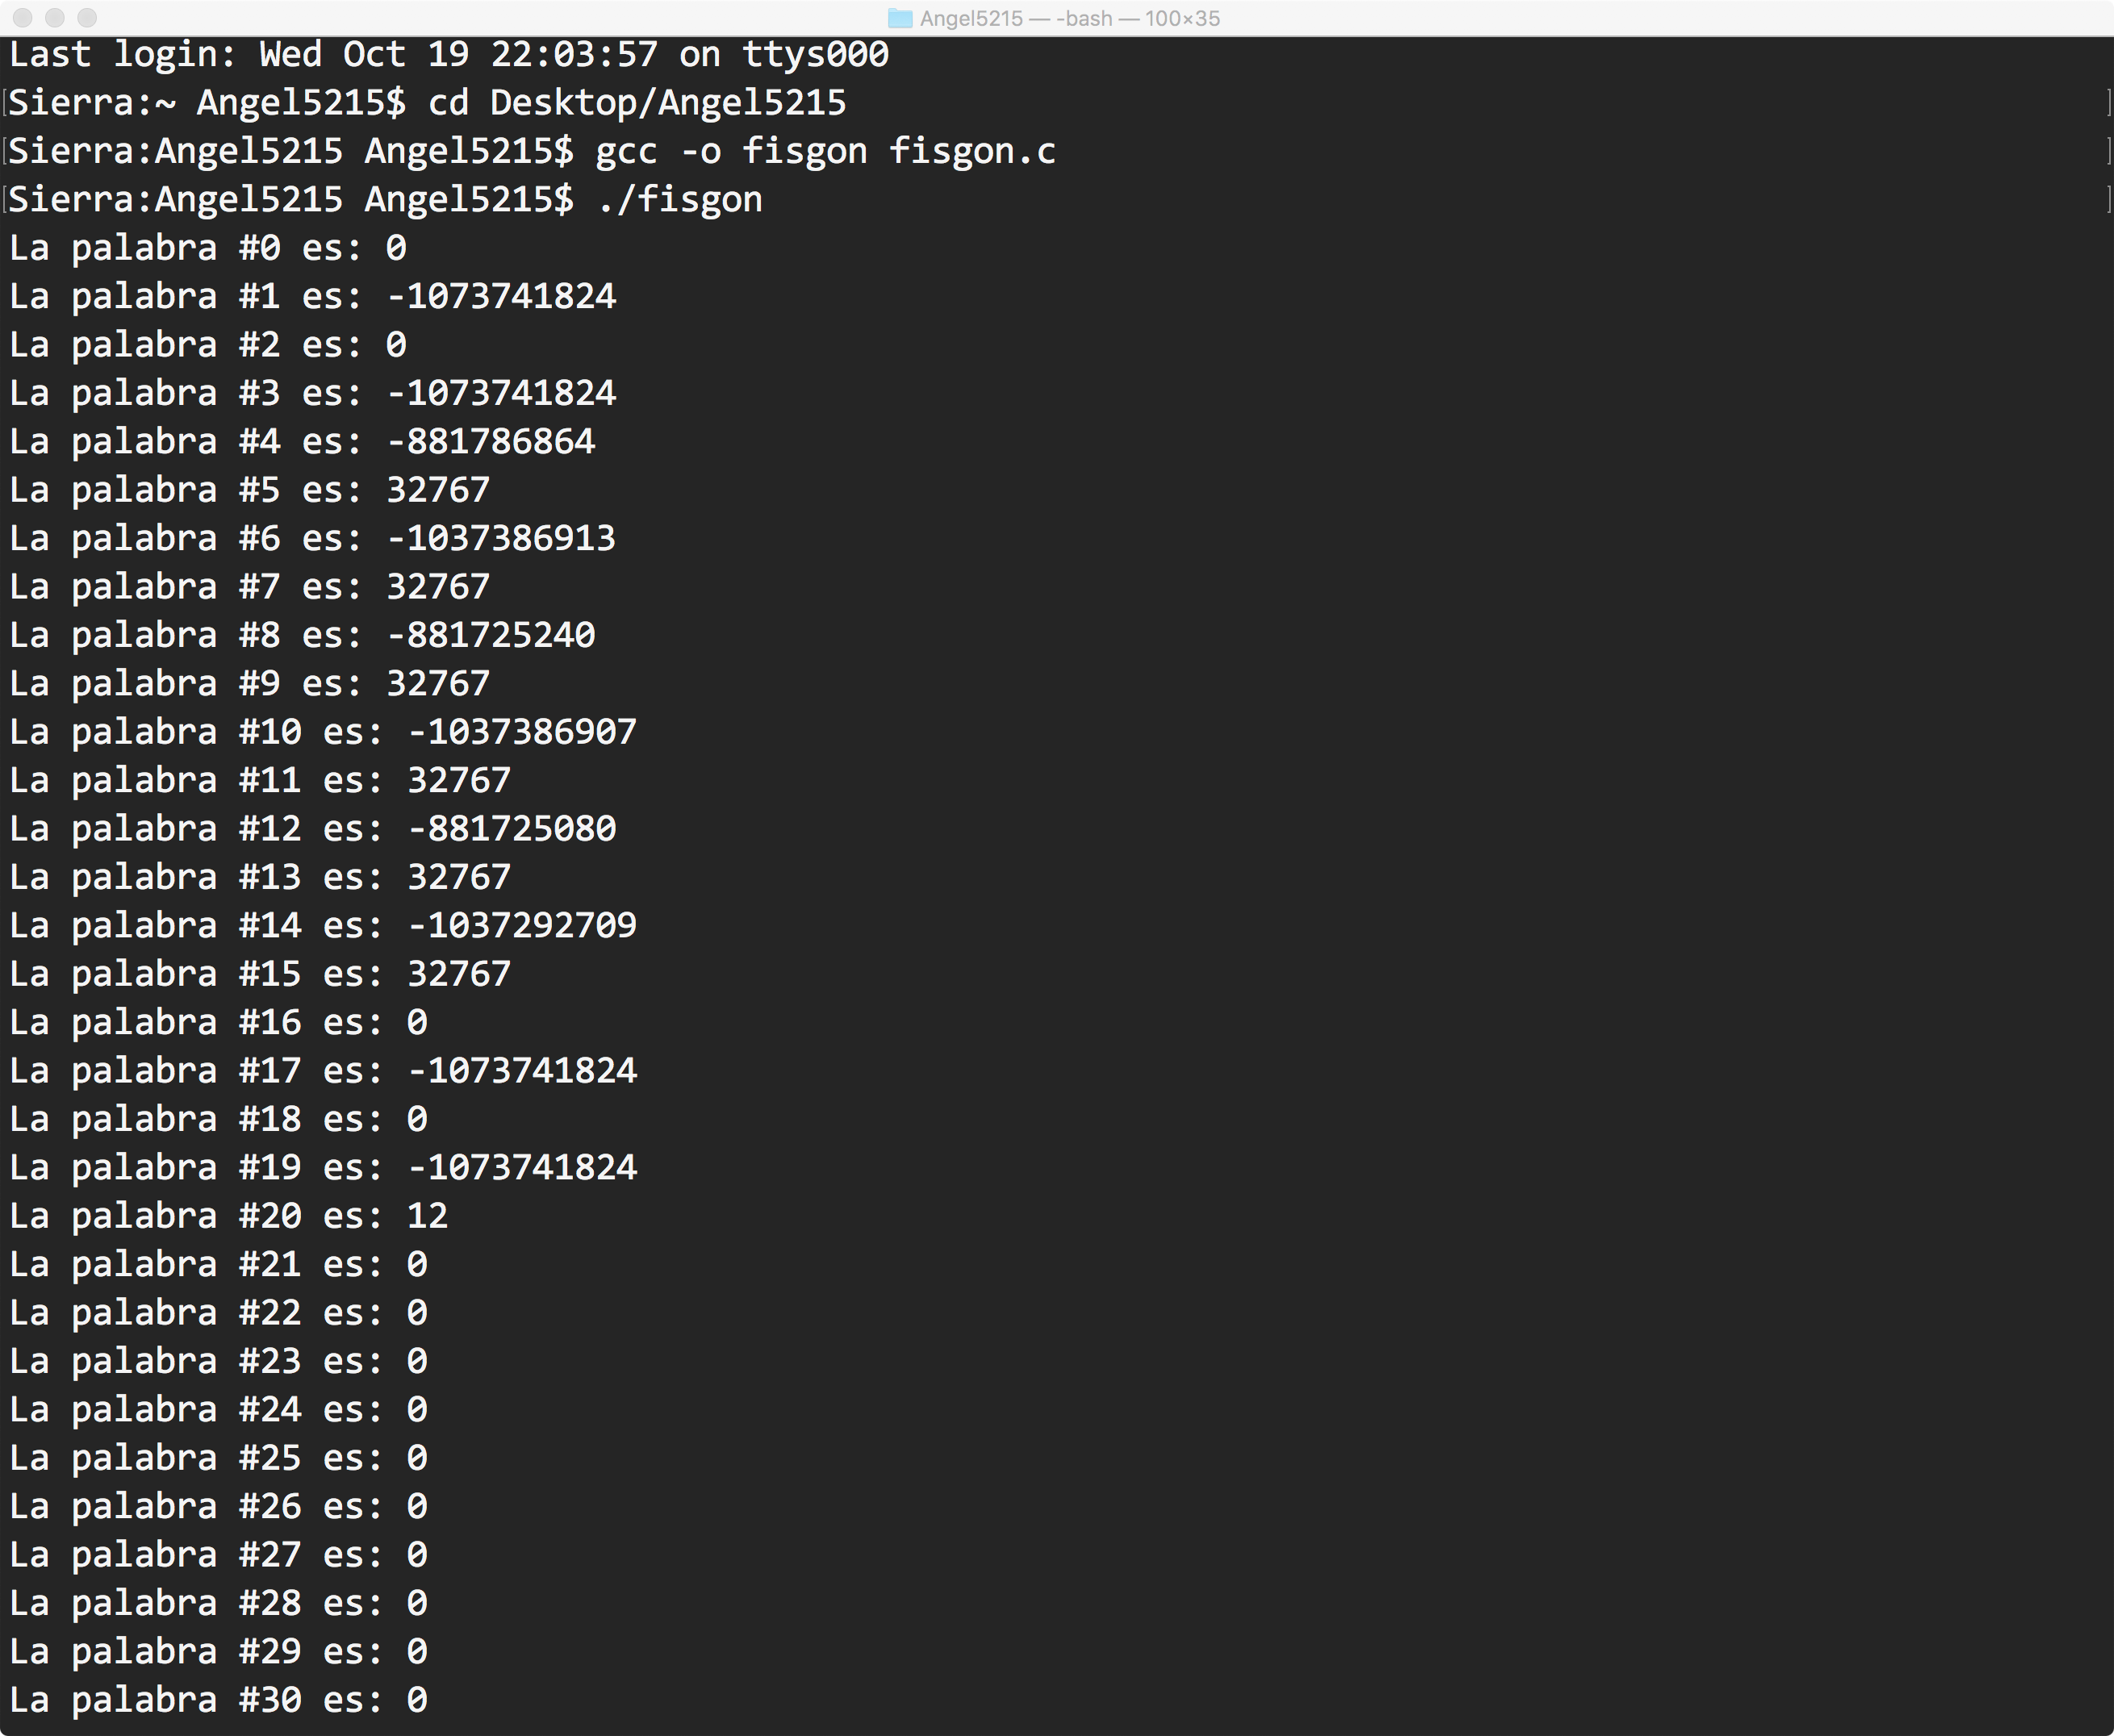 Angel5215 — -bash — 100×35
Last login: Wed Oct 19 22:03:57 on ttys000
[Sierra:~ Angel5215$ cd Desktop/Angel5215 ]
[Sierra:Angel5215 Angel5215$ gcc -o fisgon fisgon.c ]
[Sierra:Angel5215 Angel5215$ ./fisgon ]
La palabra #0 es: 0
La palabra #1 es: -1073741824
La palabra #2 es: 0
La palabra #3 es: -1073741824
La palabra #4 es: -881786864
La palabra #5 es: 32767
La palabra #6 es: -1037386913
La palabra #7 es: 32767
La palabra #8 es: -881725240
La palabra #9 es: 32767
La palabra #10 es: -1037386907
La palabra #11 es: 32767
La palabra #12 es: -881725080
La palabra #13 es: 32767
La palabra #14 es: -1037292709
La palabra #15 es: 32767
La palabra #16 es: 0
La palabra #17 es: -1073741824
La palabra #18 es: 0
La palabra #19 es: -1073741824
La palabra #20 es: 12
La palabra #21 es: 0
La palabra #22 es: 0
La palabra #23 es: 0
La palabra #24 es: 0
La palabra #25 es: 0
La palabra #26 es: 0
La palabra #27 es: 0
La palabra #28 es: 0
La palabra #29 es: 0
La palabra #30 es: 0